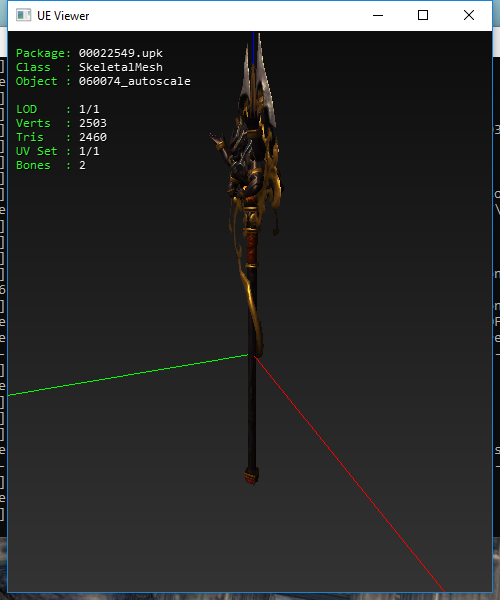 UE Viewer
Package: 00022549.upk
Class  : SkeletalMesh
Object : 060074_autoscale
LOD    : 1/1
Verts  : 2503
Tris   : 2460
UV Set : 1/1
Bones  : 2